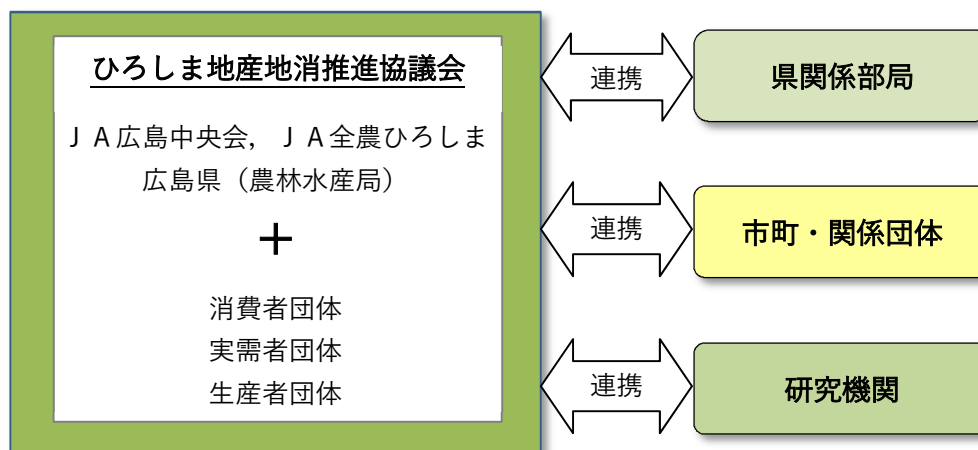 ひろしま地産地消推進協議会
ＪＡ広島中央会，ＪＡ全農ひろしま
広島県（農林水産局）
＋
消費者団体
実需者団体
生産者団体
連携
県関係部局
連携
市町・関係団体
連携
研究機関